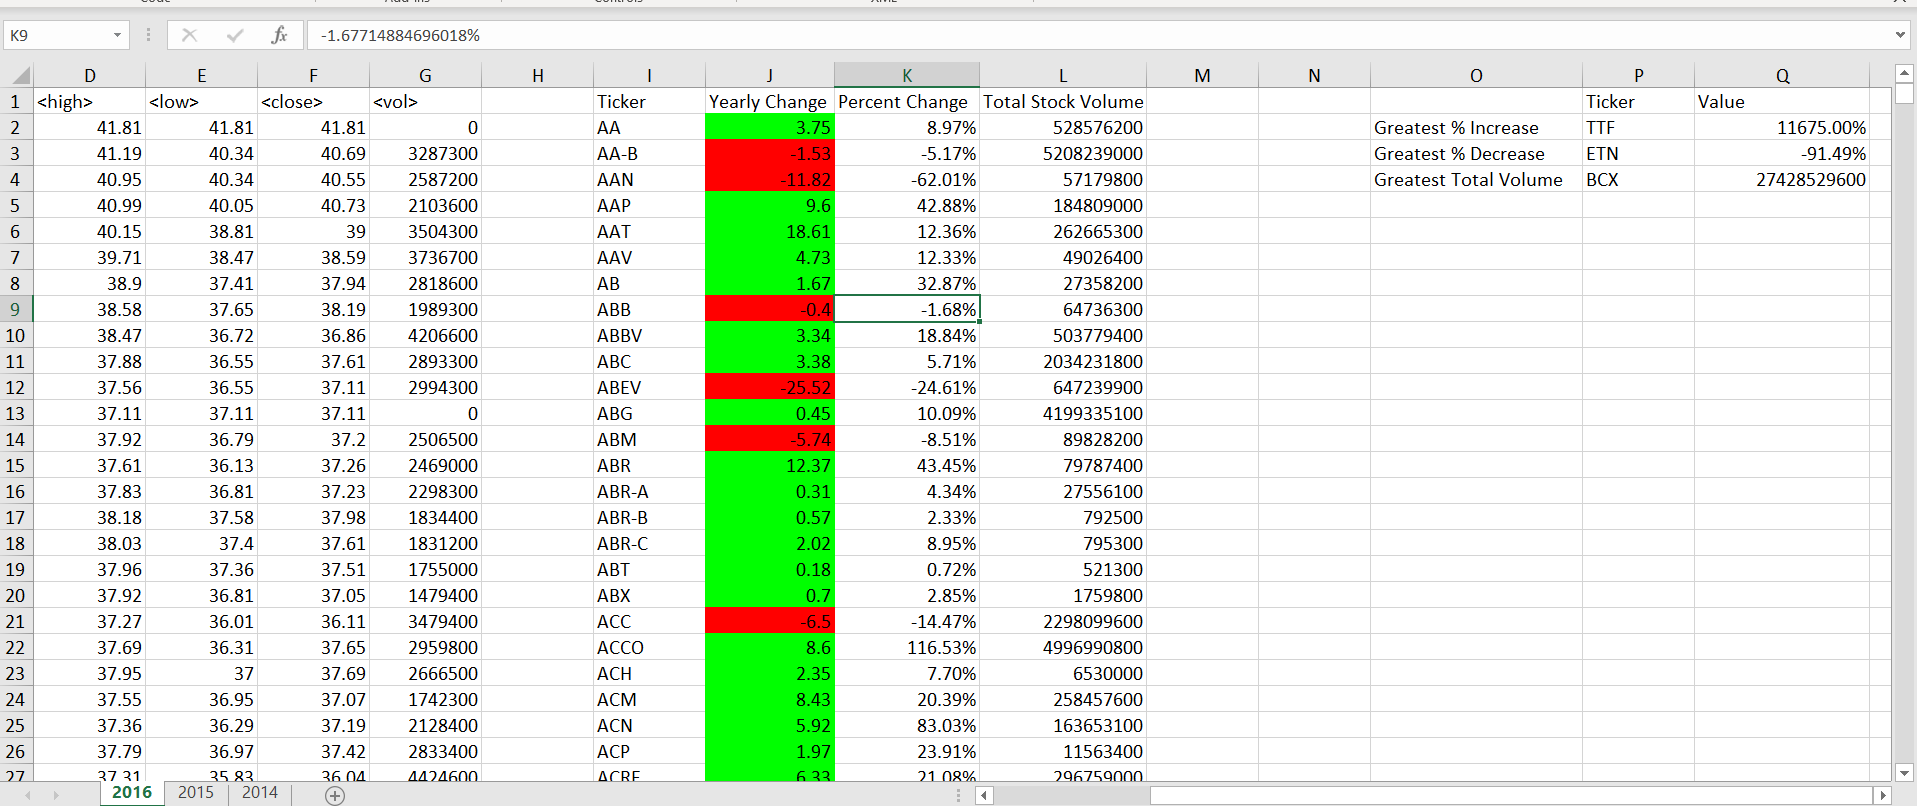 K9 fx -1.67714884696018%
D E F G H I J K L M N O P Q
1 <high> <low> <close> <vol> Ticker Yearly Change Percent Change Total Stock Volume Ticker Value
2 41.81 41.81 41.81 0 AA 3.75 8.97% 528576200 Greatest % Increase TTF 11675.00%
3 41.19 40.34 40.69 3287300 AA-B -1.53 -5.17% 5208239000 Greatest % Decrease ETN -91.49%
4 40.95 40.34 40.55 2587200 AAN -11.82 -62.01% 57179800 Greatest Total Volume BCX 27428529600
5 40.99 40.05 40.73 2103600 AAP 9.6 42.88% 184809000
6 40.15 38.81 39 3504300 AAT 18.61 12.36% 262665300
7 39.71 38.47 38.59 3736700 AAV 4.73 12.33% 49026400
8 38.9 37.41 37.94 2818600 AB 1.67 32.87% 27358200
9 38.58 37.65 38.19 1989300 ABB -0.4 -1.68% 64736300
10 38.47 36.72 36.86 4206600 ABBV 3.34 18.84% 503779400
11 37.88 36.55 37.61 2893300 ABC 3.38 5.71% 2034231800
12 37.56 36.55 37.11 2994300 ABEV -25.52 -24.61% 647239900
13 37.11 37.11 37.11 0 ABG 0.45 10.09% 4199335100
14 37.92 36.79 37.2 2506500 ABM -5.74 -8.51% 89828200
15 37.61 36.13 37.26 2469000 ABR 12.37 43.45% 79787400
16 37.83 36.81 37.23 2298300 ABR-A 0.31 4.34% 27556100
17 38.18 37.58 37.98 1834400 ABR-B 0.57 2.33% 792500
18 38.03 37.4 37.61 1831200 ABR-C 2.02 8.95% 795300
19 37.96 37.36 37.51 1755000 ABT 0.18 0.72% 521300
20 37.92 36.81 37.05 1479400 ABX 0.7 2.85% 1759800
21 37.27 36.01 36.11 3479400 ACC -6.5 -14.47% 2298099600
22 37.69 36.31 37.65 2959800 ACCO 8.6 116.53% 4996990800
23 37.95 37 37.69 2666500 ACH 2.35 7.70% 6530000
24 37.55 36.95 37.07 1742300 ACM 8.43 20.39% 258457600
25 37.36 36.29 37.19 2128400 ACN 5.92 83.03% 163653100
26 37.79 36.97 37.42 2833400 ACP 1.97 23.91% 11563400
27 37.31 35.83 36.04 4424600 ACRE 6.33 21.08% 296759000
2016 2015 2014